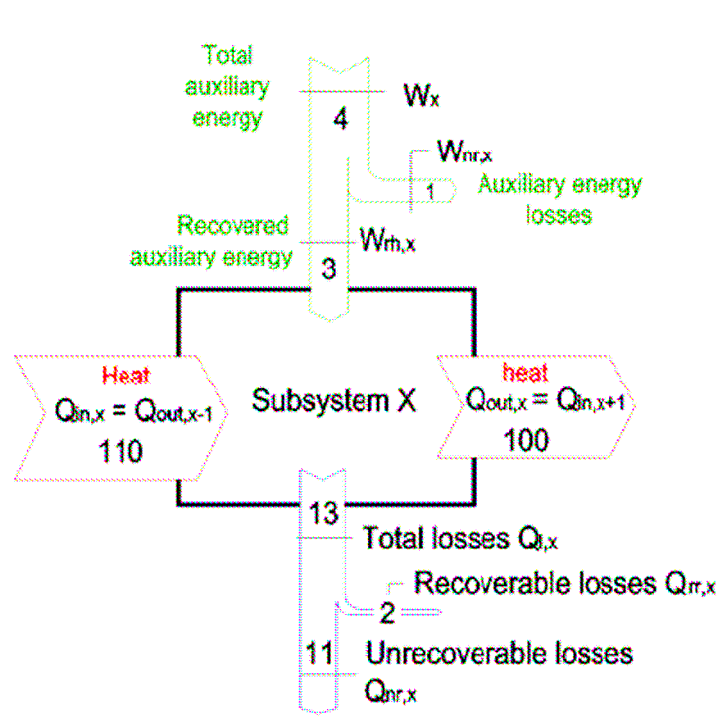 Total
auxiliary
energy
Wx
4
Wnr,x
1
Auxiliary energy
losses
Recovered
auxiliary energy
Wrh,x
3
Heat
Qin,x = Qout,x-1
110
Subsystem X
heat
Qout,x = Qin,x+1
100
13
Total losses Ql,x
Recoverable losses Qrr,x
2
11
Unrecoverable losses
Qnr,x